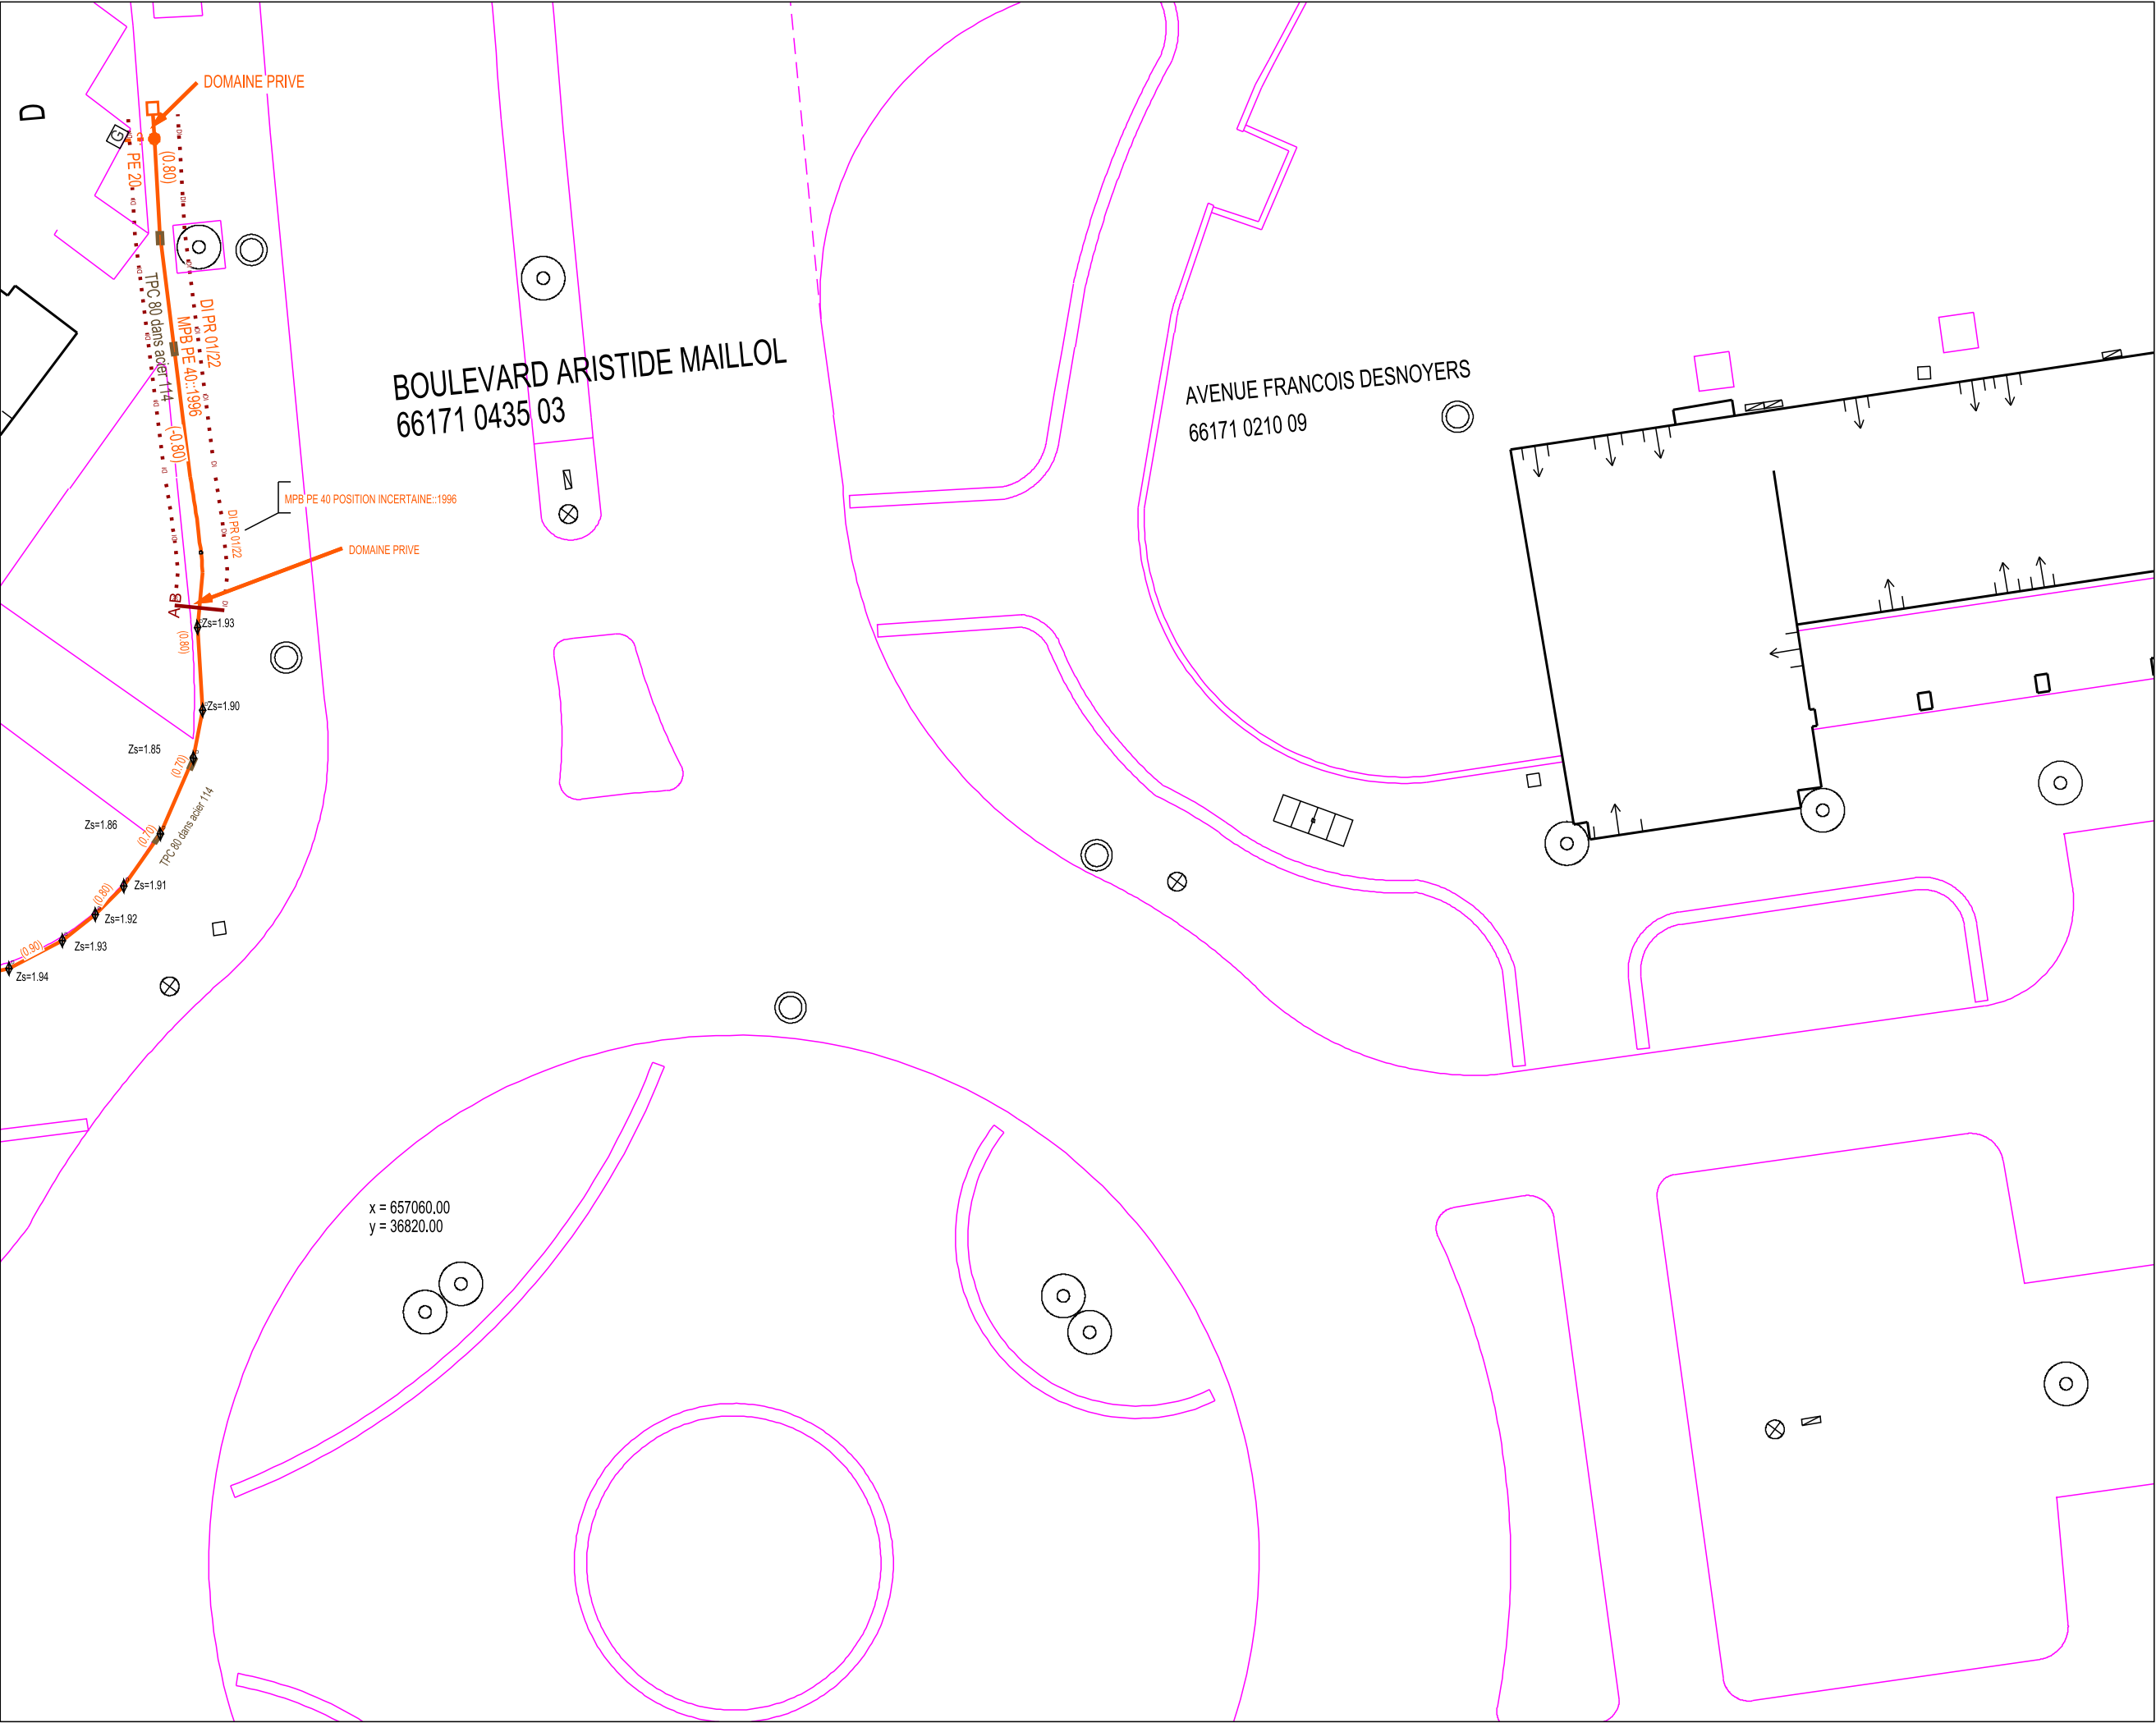 DOMAINE PRIVE
D
G
PE 20
(0.80)
TPC 80 dans acier 114
MPB PE 40::1996
DI PR 01/22
(-0.80)
BOULEVARD ARISTIDE MAILLOL
66171 0435 03
AVENUE FRANCOIS DESNOYERS
66171 0210 09
MPB PE 40 POSITION INCERTAINE::1996
DI PR 01/22
DOMAINE PRIVE
A B
Zs=1.93
(0.80)
Zs=1.90
Zs=1.85
(0.70)
TPC 80 dans acier 114
Zs=1.86
(0.70)
Zs=1.91
(0.80)
Zs=1.92
Zs=1.93
(0.90)
Zs=1.94
x = 657060.00
y = 36820.00